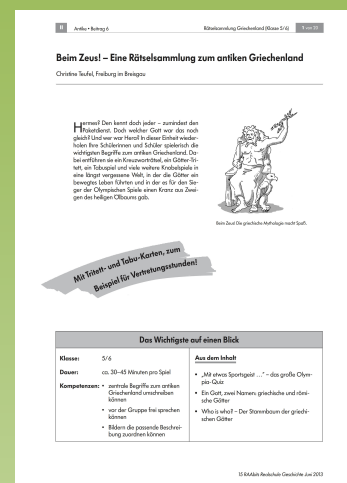 II Antike • Beitrag 6 Rätselsammlung Griechenland (Klasse 5/6) 1 von 20
Beim Zeus! – Eine Rätselsammlung zum antiken Griechenland
Christine Teufel, Freiburg im Breisgau
Hermes? Den kennt doch jeder – zumindest den
Paketdienst. Doch welcher Gott war das noch
gleich? Und wer war Hera? In dieser Einheit wieder-
holen Ihre Schülerinnen und Schüler spielerisch die
wichtigsten Begriffe zum antiken Griechenland. Da-
bei entführen sie ein Kreuzworträtsel, ein Götter-Tri-
tett, ein Tabuspiel und viele weitere Knobelspiele in
eine längst vergessene Welt, in der die Götter ein
bewegtes Leben führten und in der es für den Sie-
ger der Olympischen Spiele einen Kranz aus Zwei-
gen des heiligen Ölbaums gab.
Beim Zeus! Die griechische Mythologie macht Spaß.
Mit Tritett- und Tabu-Karten, zum
Beispiel für Vertretungsstunden!
Das Wichtigste auf einen Blick
Klasse: 5/6
Dauer: ca. 30–45 Minuten pro Spiel
Kompetenzen: • zentrale Begriffe zum antiken
Griechenland umschreiben
können
• vor der Gruppe frei sprechen
können
• Bildern die passende Beschrei-
bung zuordnen können
Aus dem Inhalt
• „Mit etwas Sportsgeist …“ – das große Olym-
pia-Quiz
• Ein Gott, zwei Namen: griechische und römi-
sche Götter
• Who is who? – Der Stammbaum der griechi-
schen Götter
15 RAAbits Realschule Geschichte Juni 2013